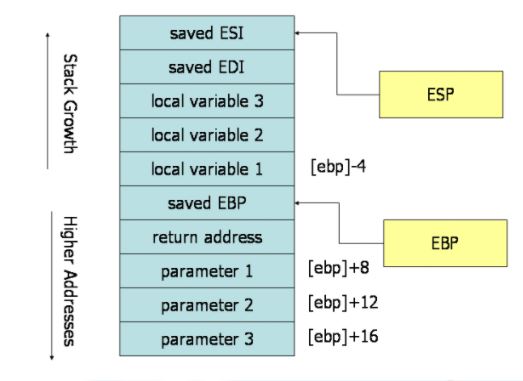 saved ESI
saved EDI
local variable 3
local variable 2
local variable 1
saved EBP
return address
parameter 1
parameter 2
parameter 3
[ebp]-4
[ebp]+8
[ebp]+12
[ebp]+16
ESP
EBP
Stack Growth
Higher Addresses